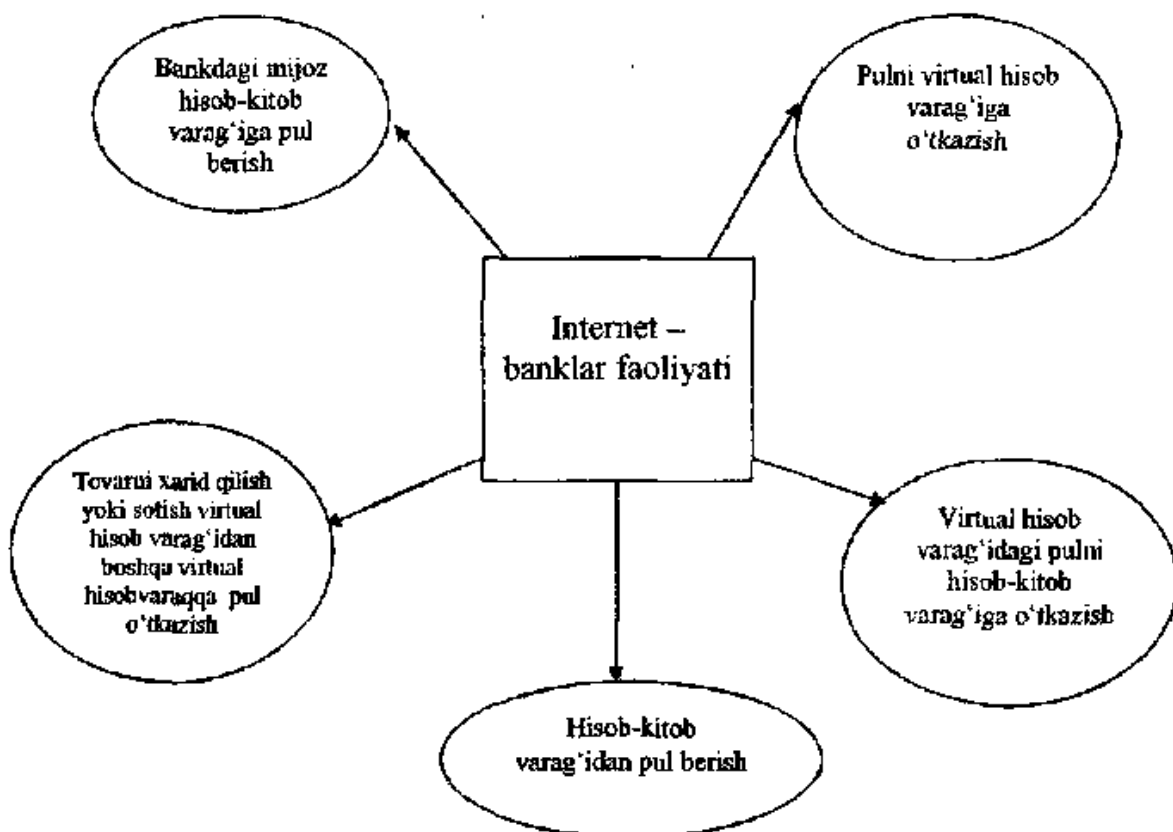 Bankdagi mijoz
hisob-kitob
varag‘iga pul
berish
Pulni virtual hisob
varag‘iga
o‘tkazish
Internet –
banklar faoliyati
Tovarni xarid qilish
yoki sotish virtual
hisob varag‘idan
boshqa virtual
hisobvaraqqa pul
o‘tkazish
Virtual hisob
varag‘idagi pulni
hisob-kitob
varag‘iga o‘tkazish
Hisob-kitob
varag‘idan pul berish